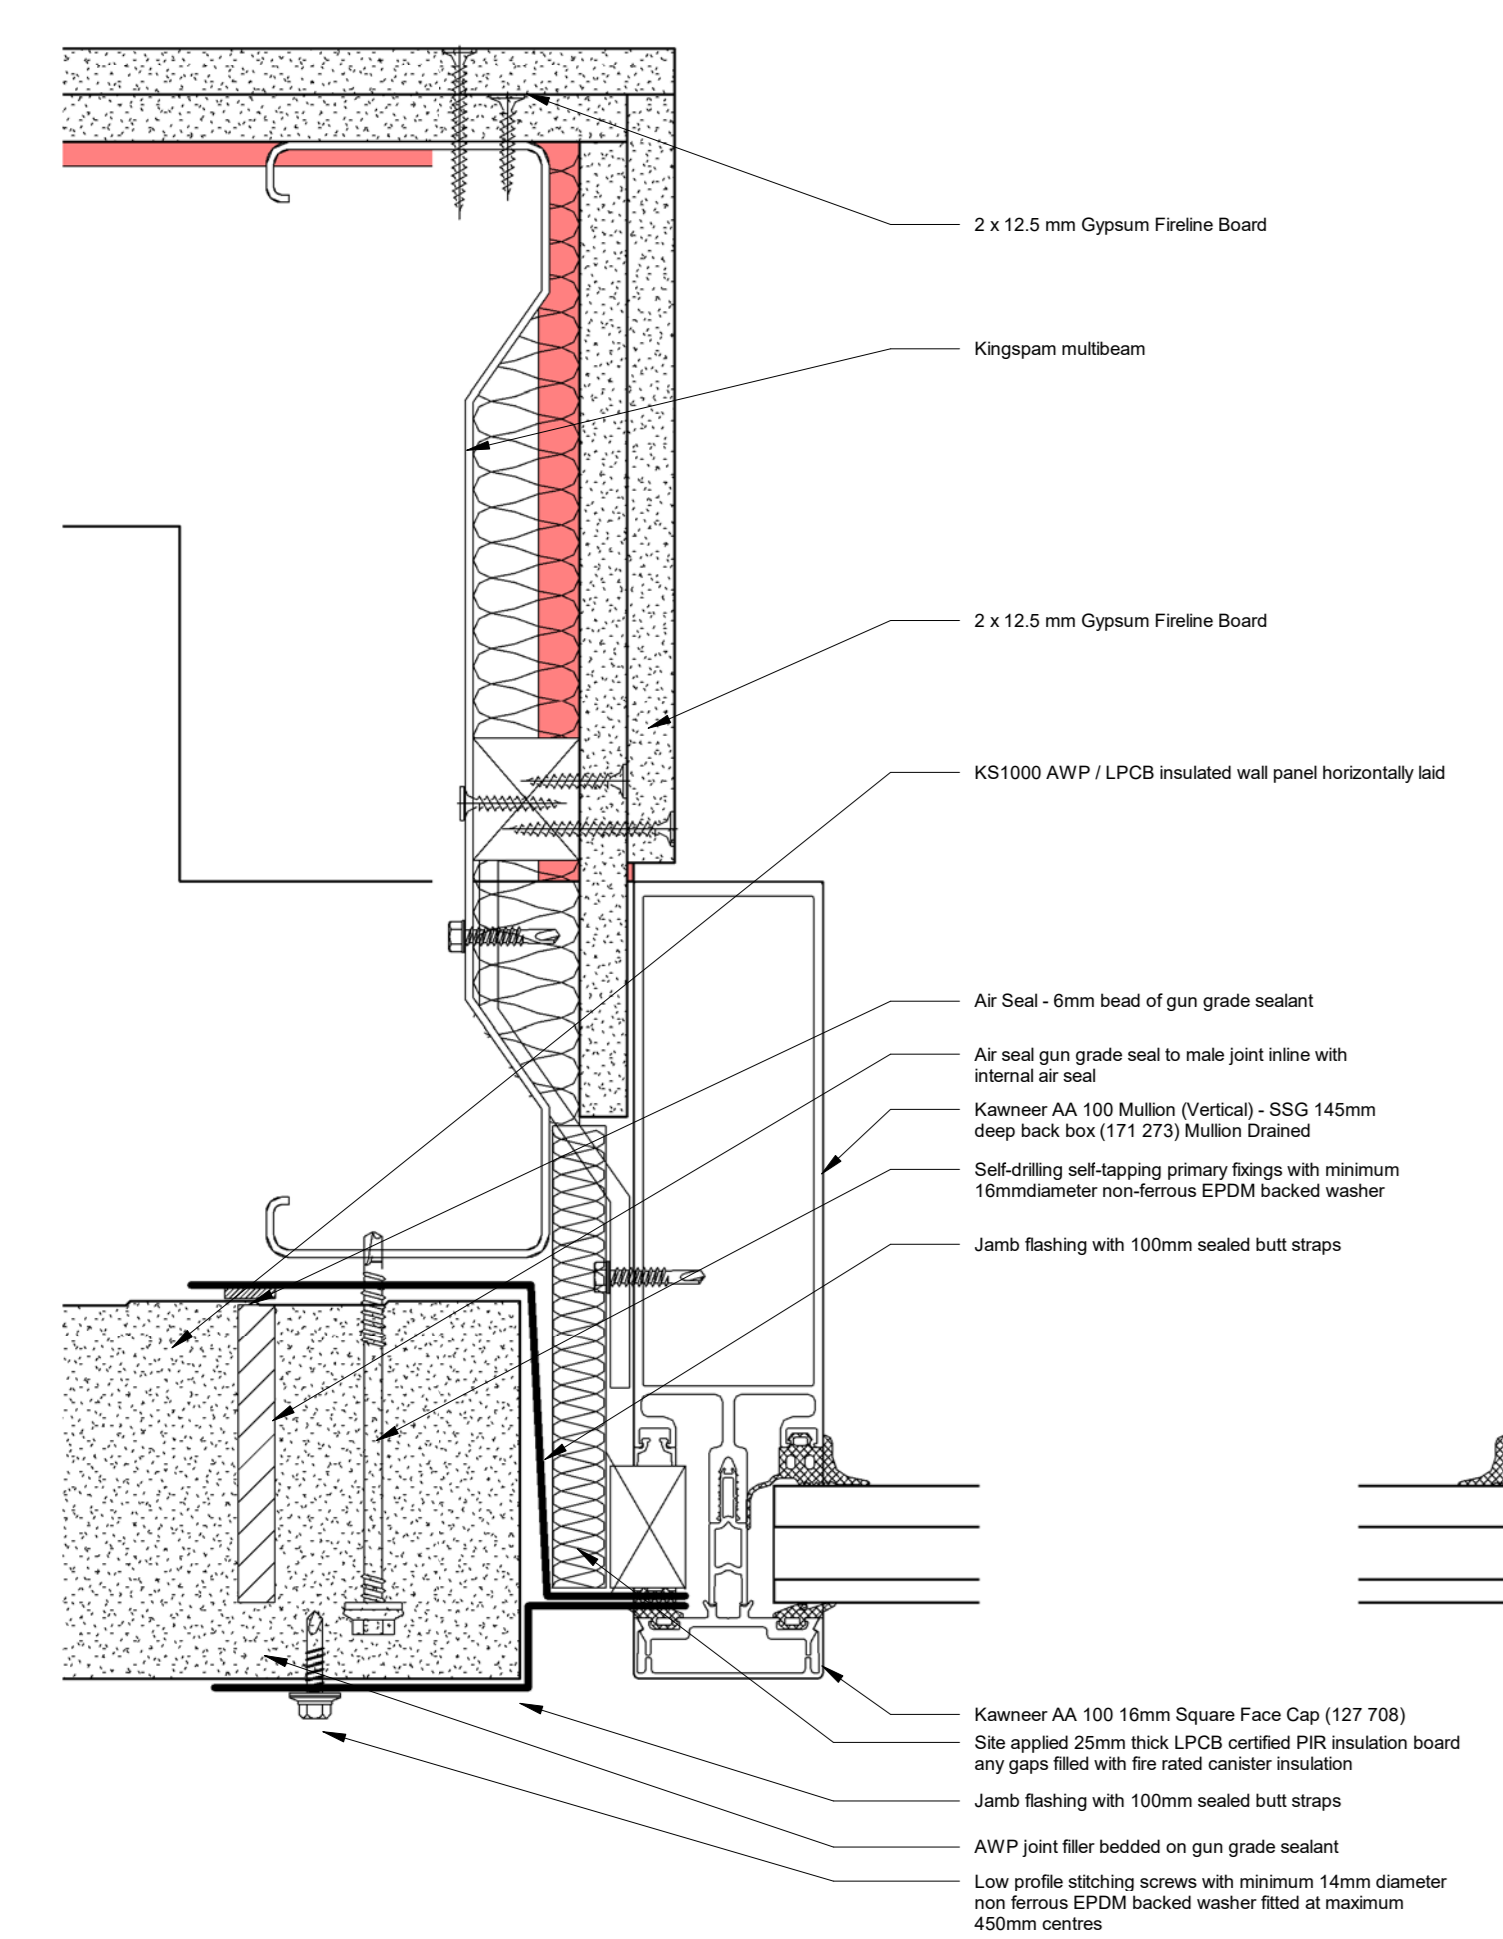 2 x 12.5 mm Gypsum Fireline Board
Kingspam multibeam
2 x 12.5 mm Gypsum Fireline Board
KS1000 AWP / LPCB insulated wall panel horizontally laid
Air Seal - 6mm bead of gun grade sealant
Air seal gun grade seal to male joint inline with
internal air seal
Kawneer AA 100 Mullion (Vertical) - SSG 145mm
deep back box (171 273) Mullion Drained
Self-drilling self-tapping primary fixings with minimum
16mmdiameter non-ferrous EPDM backed washer
Jamb flashing with 100mm sealed butt straps
Kawneer AA 100 16mm Square Face Cap (127 708)
Site applied 25mm thick LPCB certified PIR insulation board
any gaps filled with fire rated canister insulation
Jamb flashing with 100mm sealed butt straps
AWP joint filler bedded on gun grade sealant
Low profile stitching screws with minimum 14mm diameter
non ferrous EPDM backed washer fitted at maximum
450mm centres